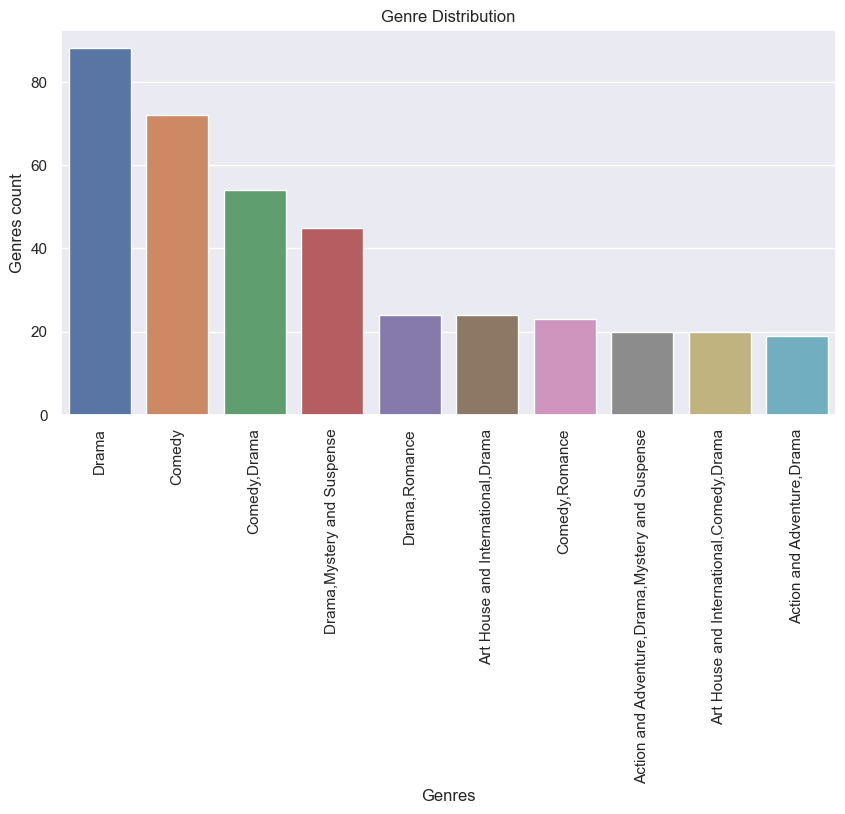 Genre Distribution
Genres count
80
60
40
20
0
Drama
Comedy
Comedy,Drama
Drama,Mystery and Suspense
Drama,Romance
Art House and International,Drama
Comedy,Romance
Action and Adventure,Drama,Mystery and Suspense
Art House and International,Comedy,Drama
Action and Adventure,Drama
Genres